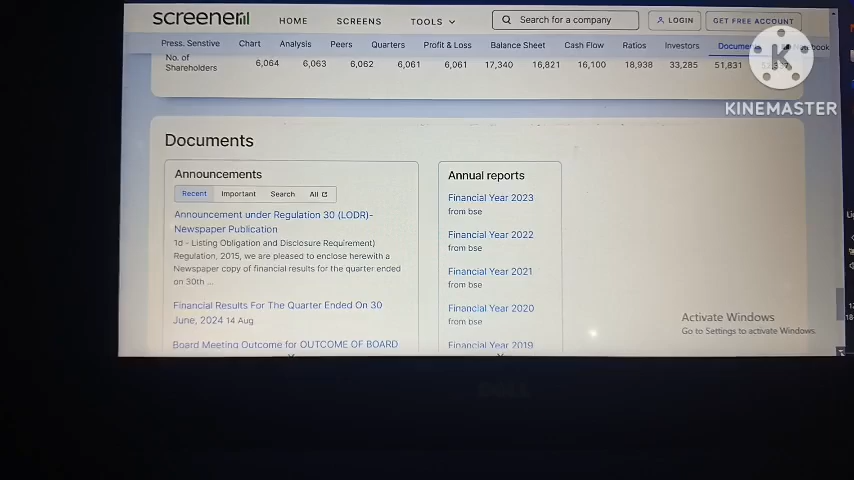 screener
HOME SCREENS TOOLS Search for a company LOGIN GET FREE ACCOUNT
Press. Senstive Chart Analysis Peers Quarters Profit & Loss Balance Sheet Cash Flow Ratios Investors Notebook
No. of
Shareholders 6,064 6,063 6,062 6,061 6,061 17,340 16,821 16,100 18,938 33,285 51,831
KINEMASTER
Documents
Announcements
Recent Important Search All
Announcement under Regulation 30 (LODR)-
Newspaper Publication
1d - Listing Obligation and Disclosure Requirement)
Regulation, 2015, we are pleased to enclose herewith a
Newspaper copy of financial results for the quarter ended
on 30th ...
Financial Results For The Quarter Ended On 30
June, 2024 14 Aug
Board Meeting Outcome for OUTCOME OF BOARD
Annual reports
Financial Year 2023
from bse
Financial Year 2022
from bse
Financial Year 2021
from bse
Financial Year 2020
from bse
Financial Year 2019
Activate Windows
Go to Settings to activate Windows.